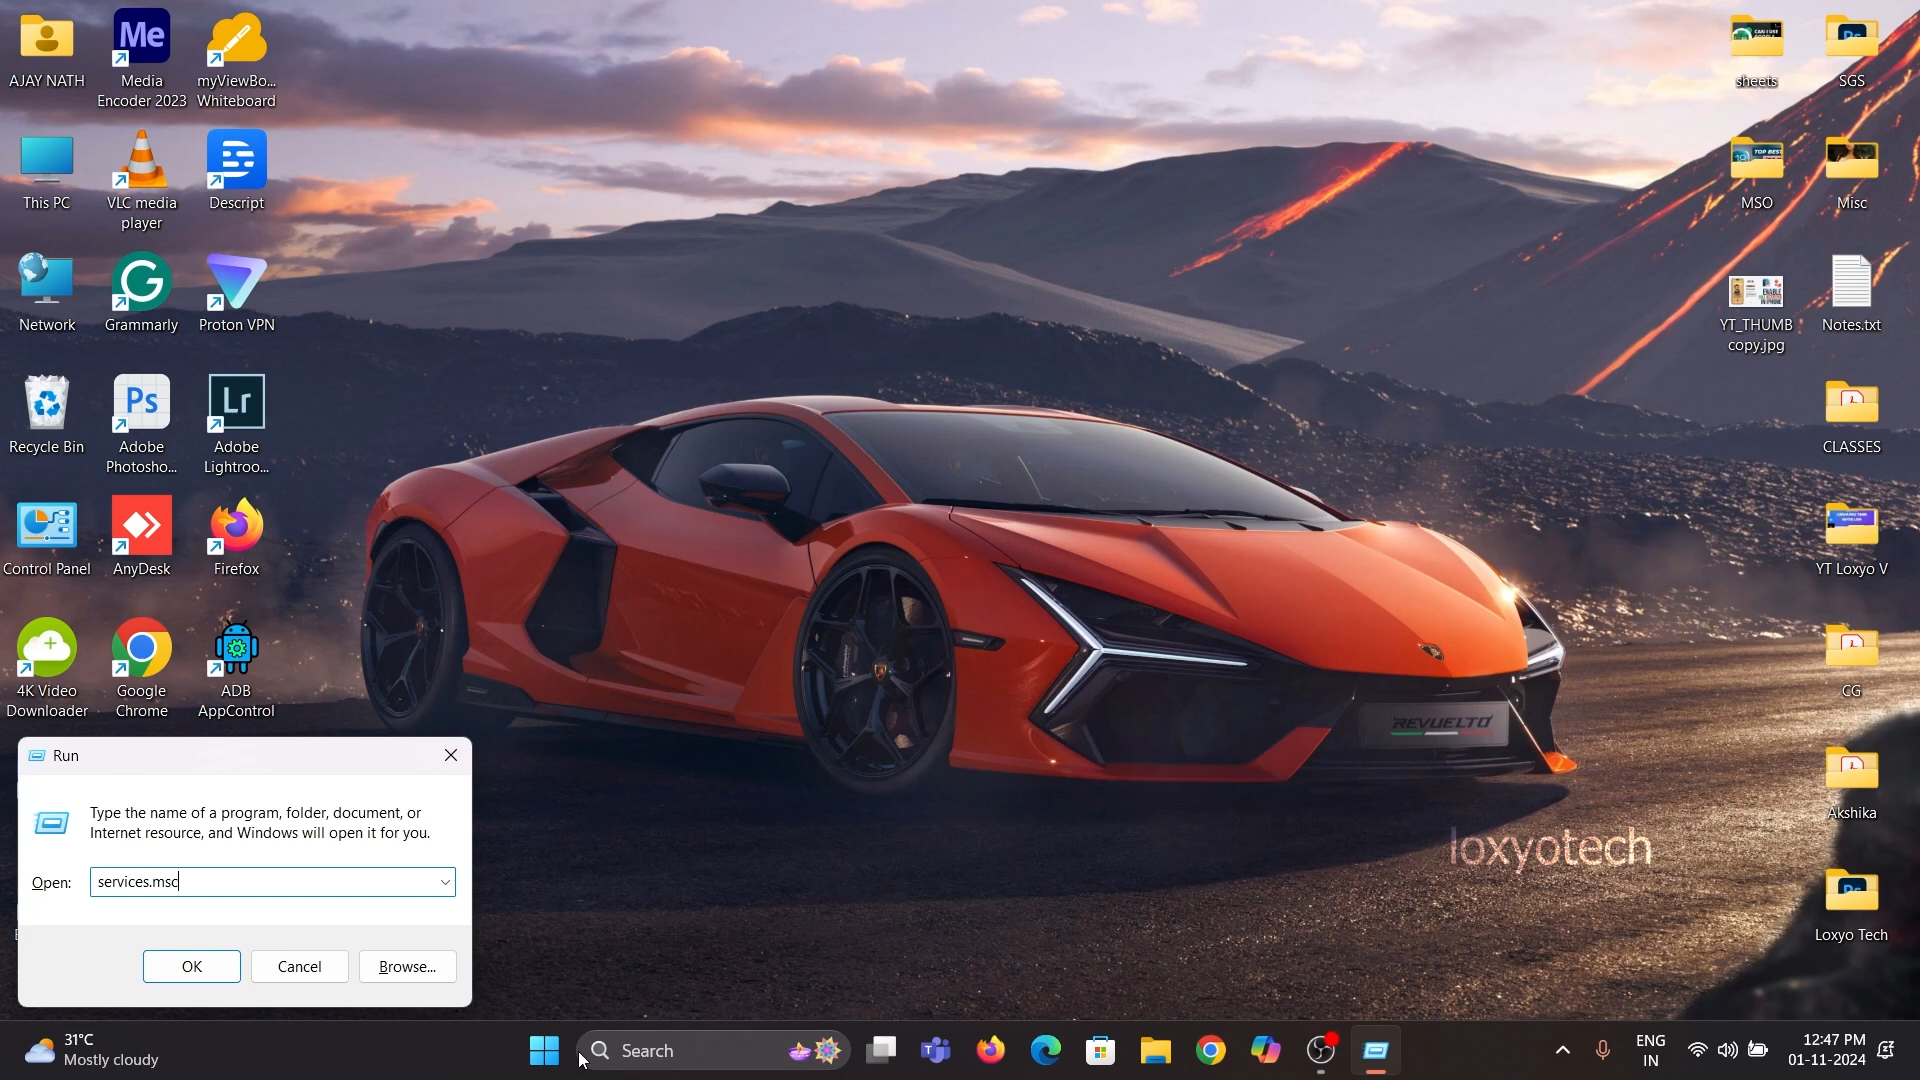 AJAY NATH
Me
Media
Encoder 2023
myViewBo...
Whiteboard
This PC
VLC media
player
Descript
Network
Grammarly
Proton VPN
Recycle Bin
Ps
Adobe
Photosho...
Lr
Adobe
Lightroo...
Control Panel
AnyDesk
Firefox
4K Video
Downloader
Google
Chrome
ADB
AppControl
sheets
SGS
MSO
Misc
YT_THUMB
copy.jpg
Notes.txt
CLASSES
YT Loxyo V
CG
Akshika
Loxyo Tech
REVUELTO
loxyotech
Run
Type the name of a program, folder, document, or
Internet resource, and Windows will open it for you.
Open:
services.msc
OK
Cancel
Browse...
31°C
Mostly cloudy
Search
ENG
IN
12:47 PM
01-11-2024